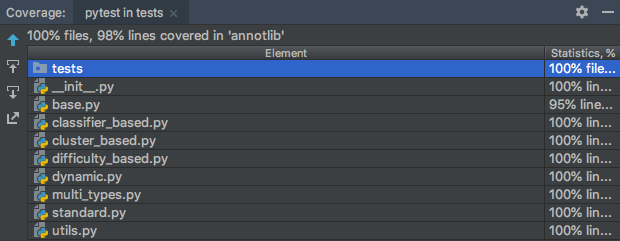 Coverage: pytest in tests
100% files, 98% lines covered in 'annotlib'
Element Statistics, %
tests 100% file...
__init__.py 100% lin...
base.py 95% line...
classifier_based.py 100% lin...
cluster_based.py 100% lin...
difficulty_based.py 100% lin...
dynamic.py 100% lin...
multi_types.py 100% lin...
standard.py 100% lin...
utils.py 100% lin...